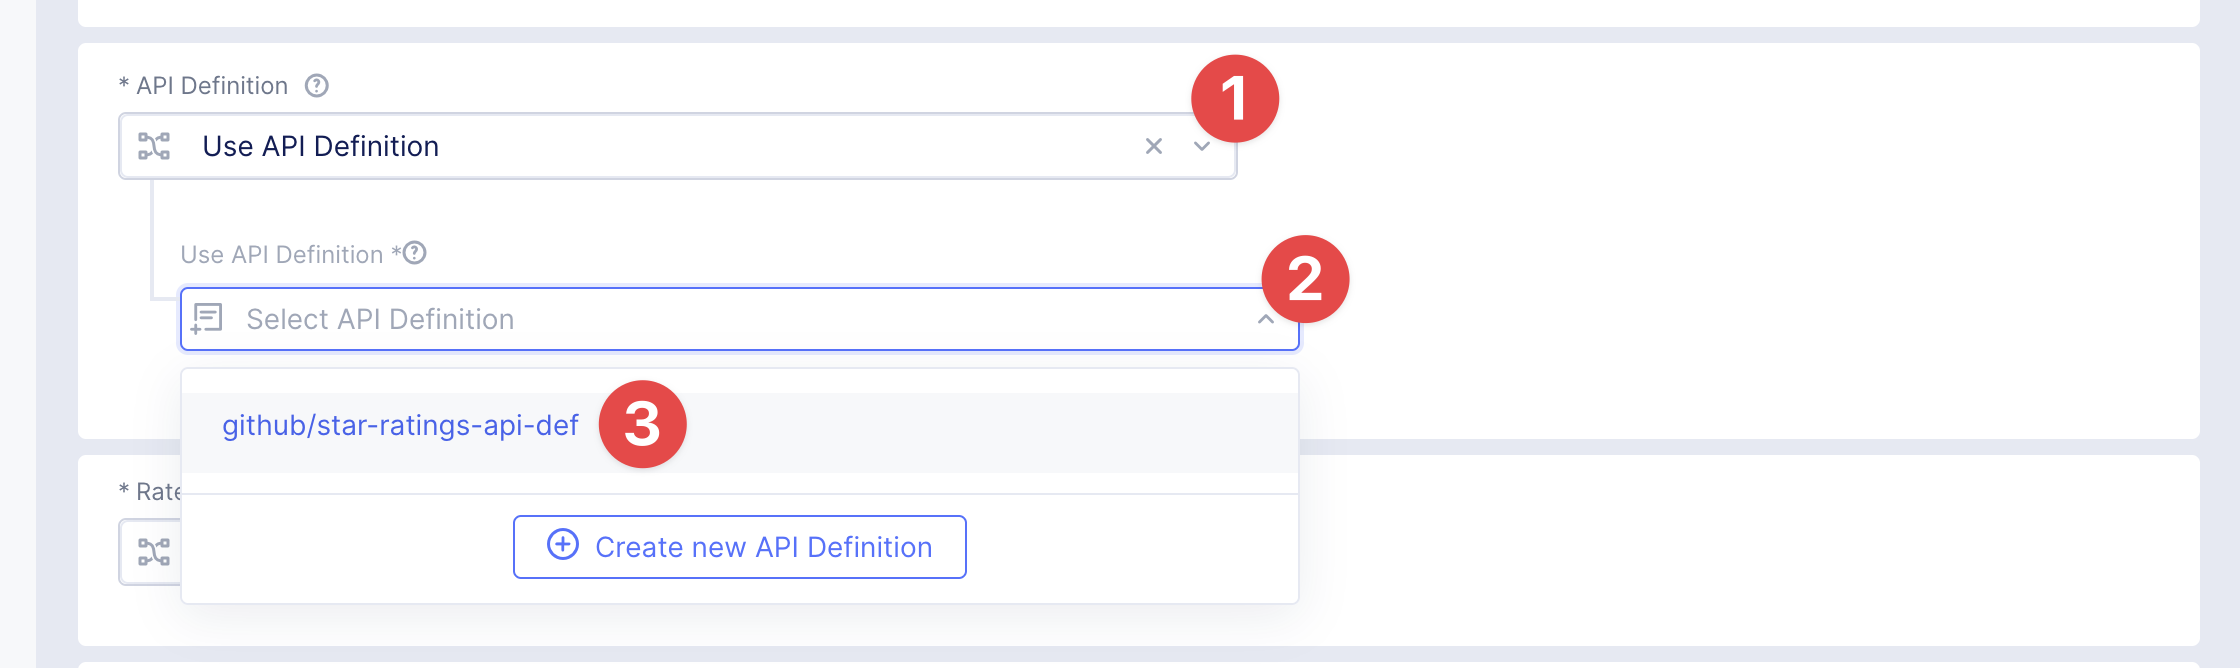 * API Definition
1
Use API Definition
Use API Definition *
2
Select API Definition
github/star-ratings-api-def
3
* Rate
Create new API Definition